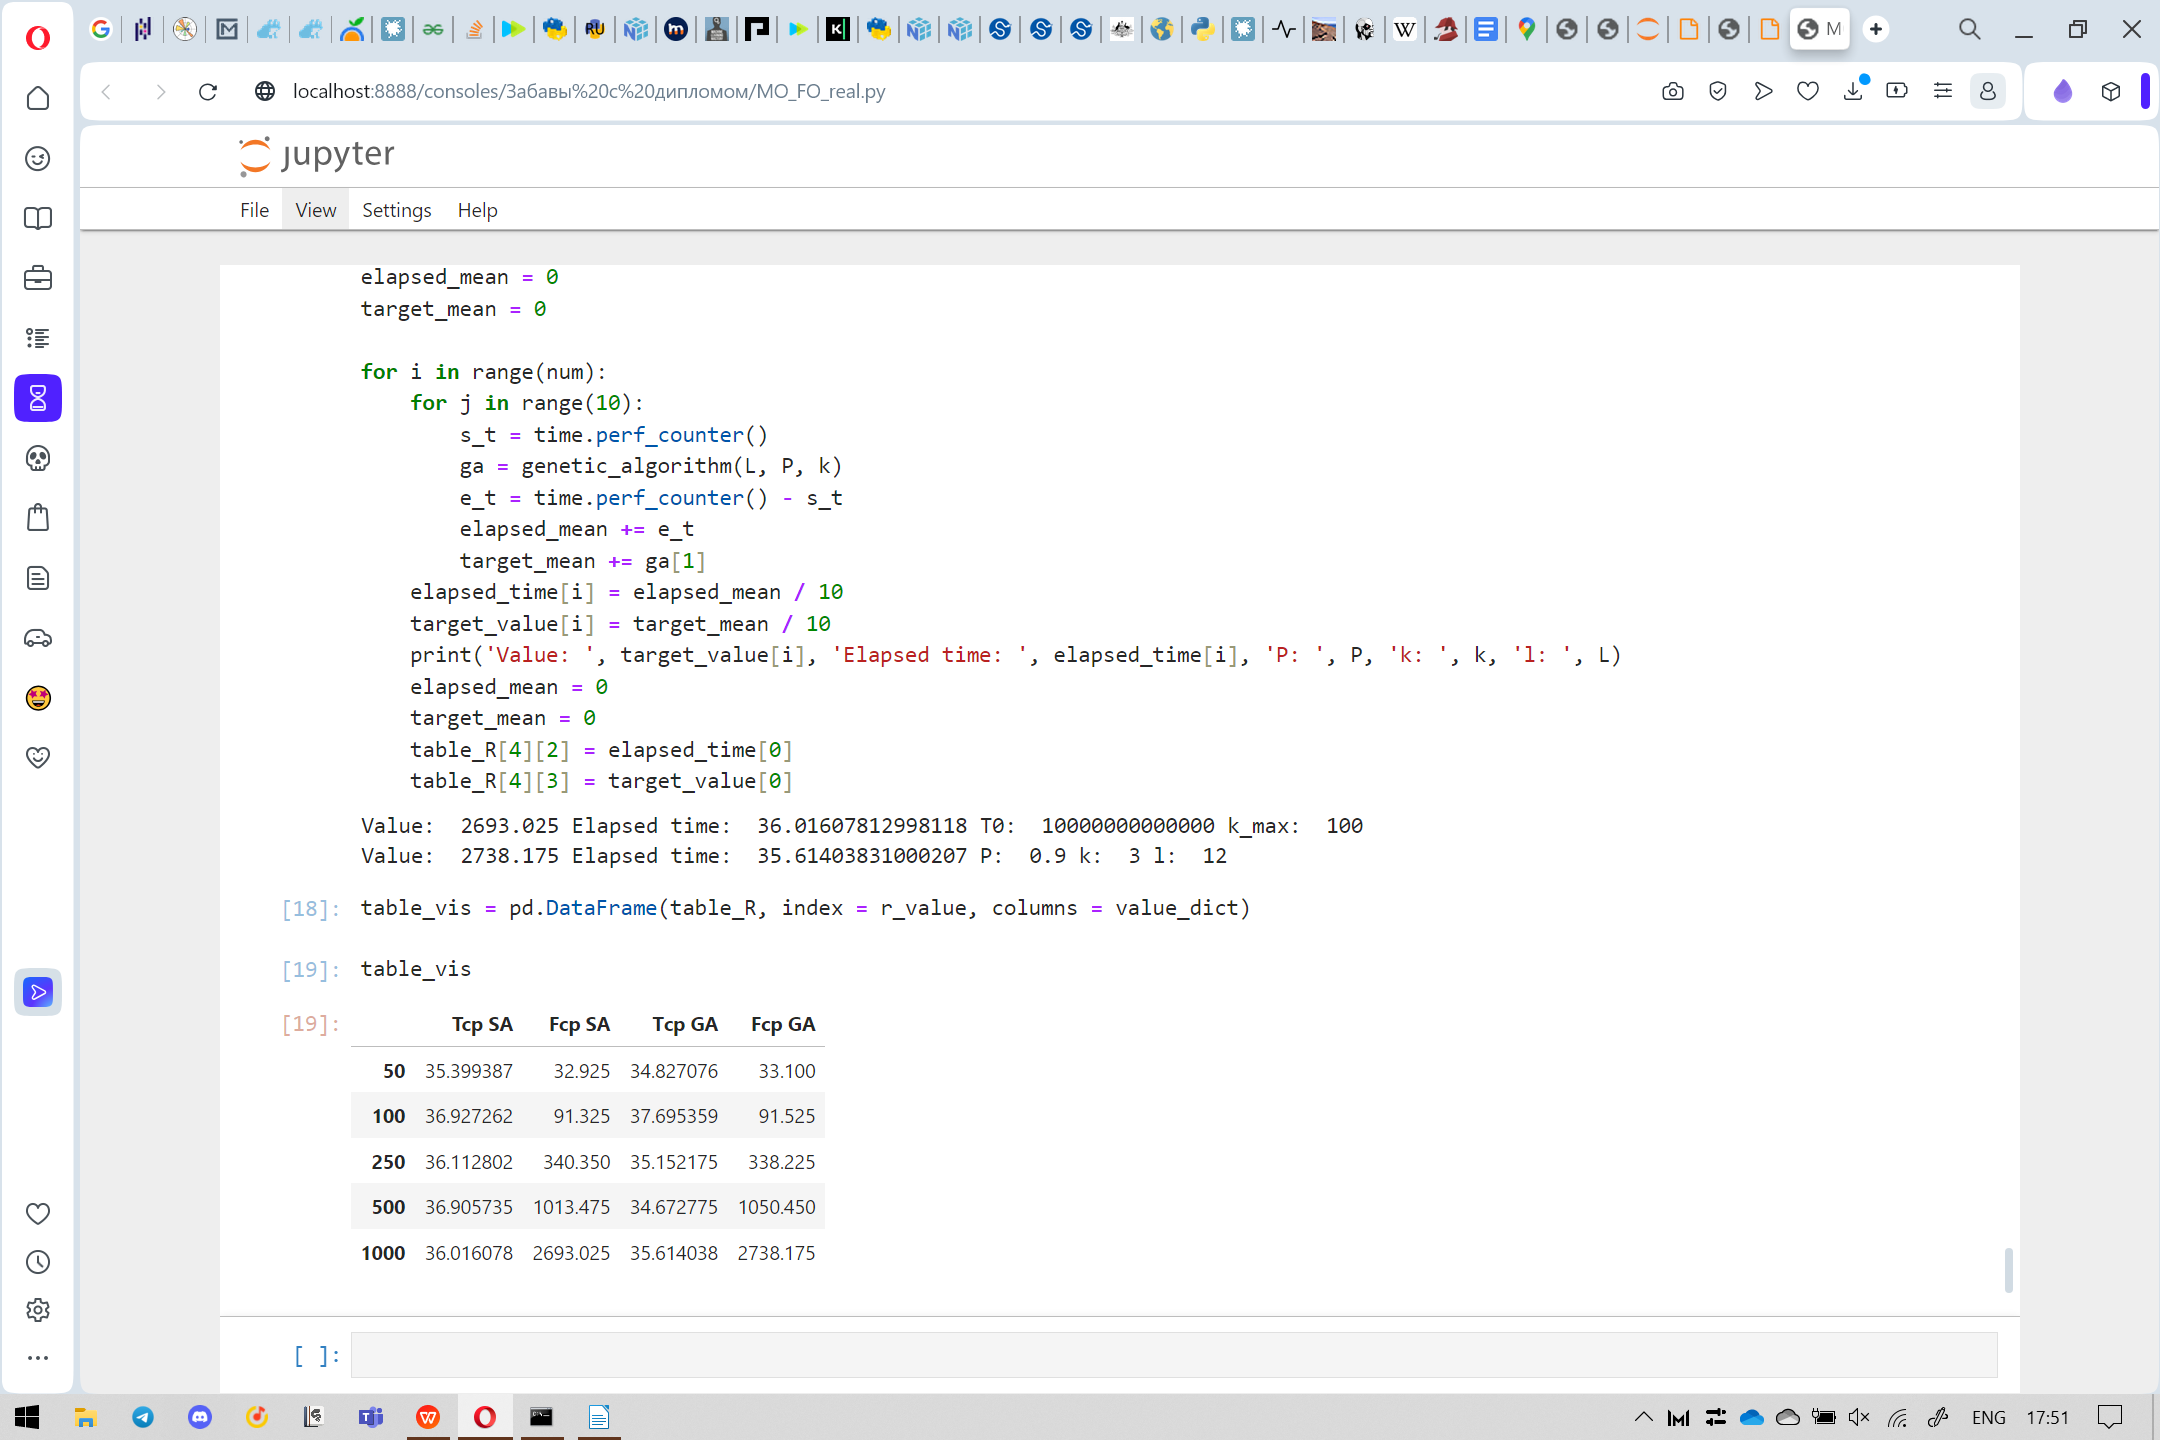 M
localhost:8888/consoles/Забавы%20с%20дипломом/MO_FO_real.py
jupyter
File View Settings Help
elapsed_mean = 0
target_mean = 0
for i in range(num):
for j in range(10):
s_t = time.perf_counter()
ga = genetic_algorithm(L, P, k)
e_t = time.perf_counter() - s_t
elapsed_mean += e_t
target_mean += ga[1]
elapsed_time[i] = elapsed_mean / 10
target_value[i] = target_mean / 10
print('Value: ', target_value[i], 'Elapsed time: ', elapsed_time[i], 'P: ', P, 'k: ', k, 'l: ', L)
elapsed_mean = 0
target_mean = 0
table_R[4][2] = elapsed_time[0]
table_R[4][3] = target_value[0]
Value:  2693.025 Elapsed time:  36.01607812998118 T0:  10000000000000 k_max:  100
Value:  2738.175 Elapsed time:  35.61403831000207 P:  0.9 k:  3 l:  12
[18]: table_vis = pd.DataFrame(table_R, index = r_value, columns = value_dict)
[19]: table_vis
[19]: Tcp SA Fcp SA Tcp GA Fcp GA
50 35.399387 32.925 34.827076 33.100
100 36.927262 91.325 37.695359 91.525
250 36.112802 340.350 35.152175 338.225
500 36.905735 1013.475 34.672775 1050.450
1000 36.016078 2693.025 35.614038 2738.175
[ ]:
ENG 17:51